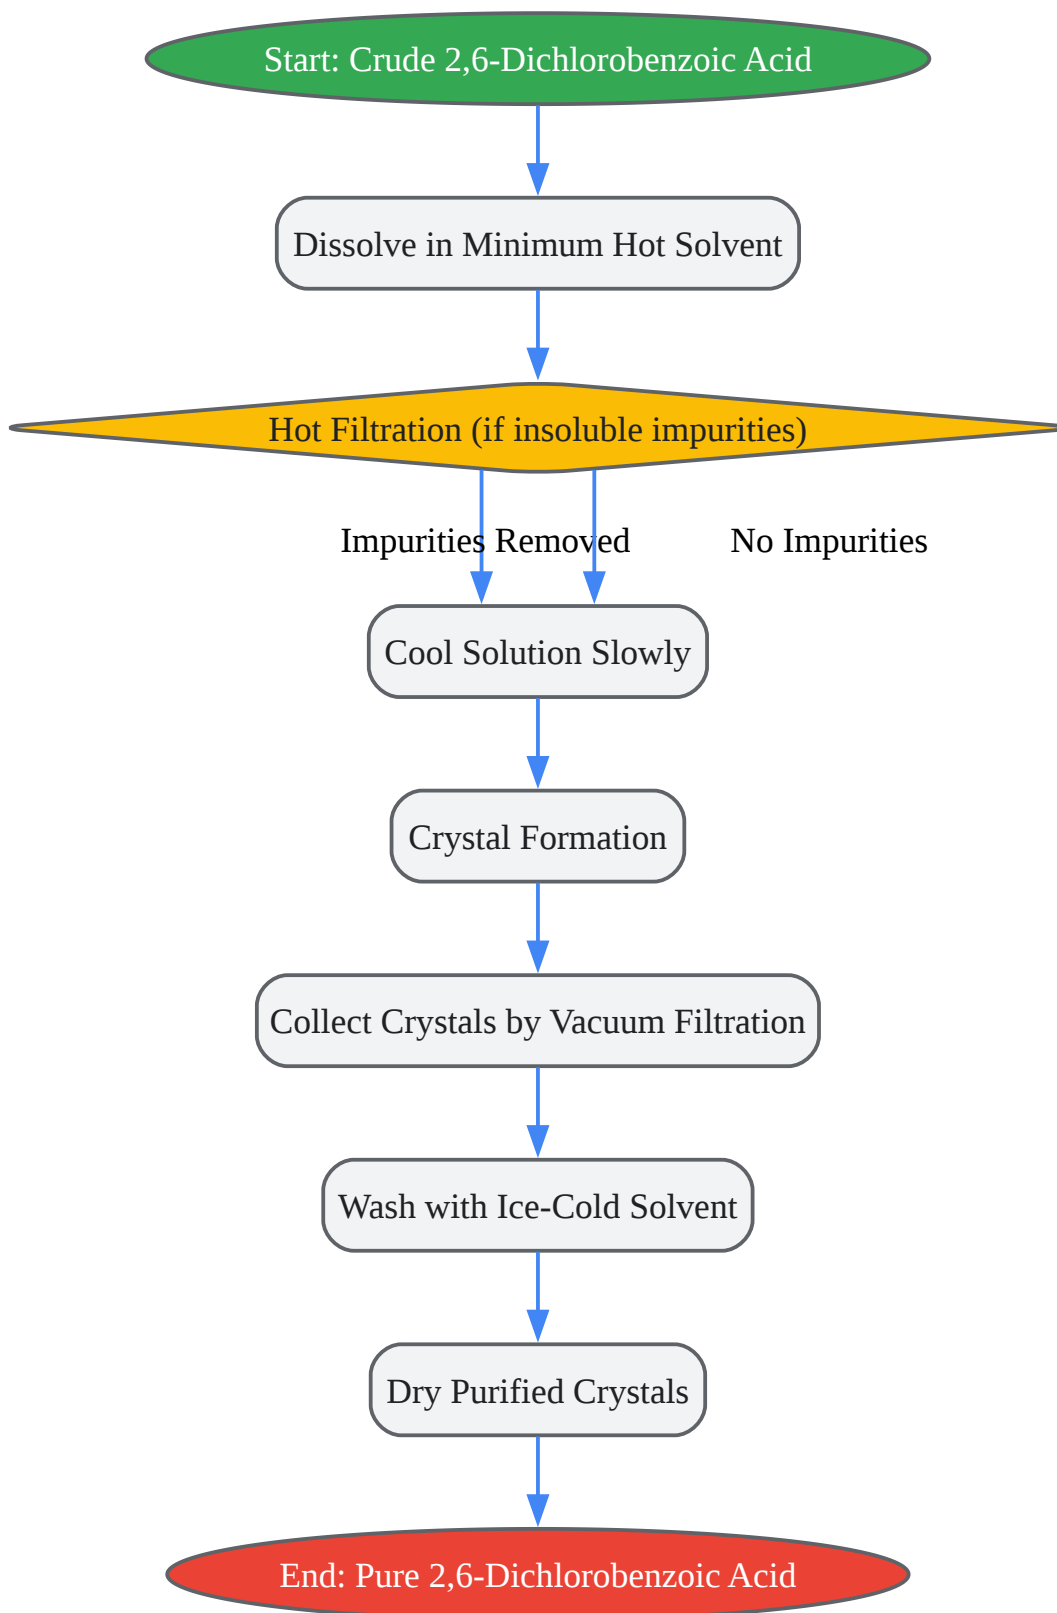 Start: Crude 2,6-Dichlorobenzoic Acid
Dissolve in Minimum Hot Solvent
Hot Filtration (if insoluble impurities)
Impurities Removed
No Impurities
Cool Solution Slowly
Crystal Formation
Collect Crystals by Vacuum Filtration
Wash with Ice-Cold Solvent
Dry Purified Crystals
End: Pure 2,6-Dichlorobenzoic Acid